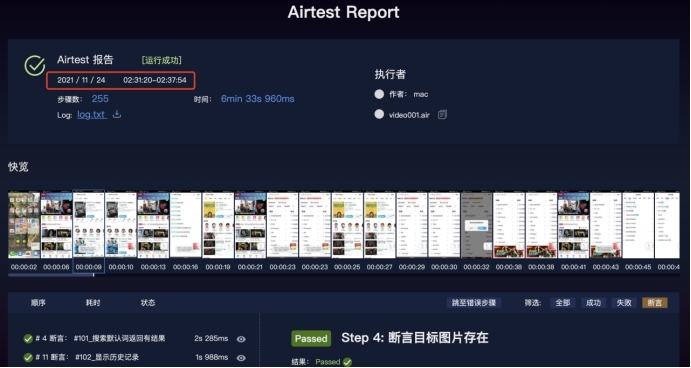 Airtest Report
Airtest 报告 [运行成功]
2021 / 11 / 24 02:31:20-02:37:54
步骤数: 255 时间: 6min 33s 960ms
Log: log.txt
执行者
作者: mac
video001.air
快览
00:00:02 00:00:06 00:00:09 00:00:10 00:00:13 00:00:16 00:00:19 00:00:21 00:00:23 00:00:23 00:00:27 00:00:29 00:00:30 00:00:32 00:00:38 00:00:38 00:00:41 00:00:43 00:00:45 00:00:4
顺序 耗时 状态
跳至错误步骤 筛选: 全部 成功 失败 断言
# 4 断言: #101_搜索默认词返回有结果 2s 285ms
# 11 断言: #102_显示历史记录 1s 988ms
Passed Step 4: 断言目标图片存在
结果: Passed